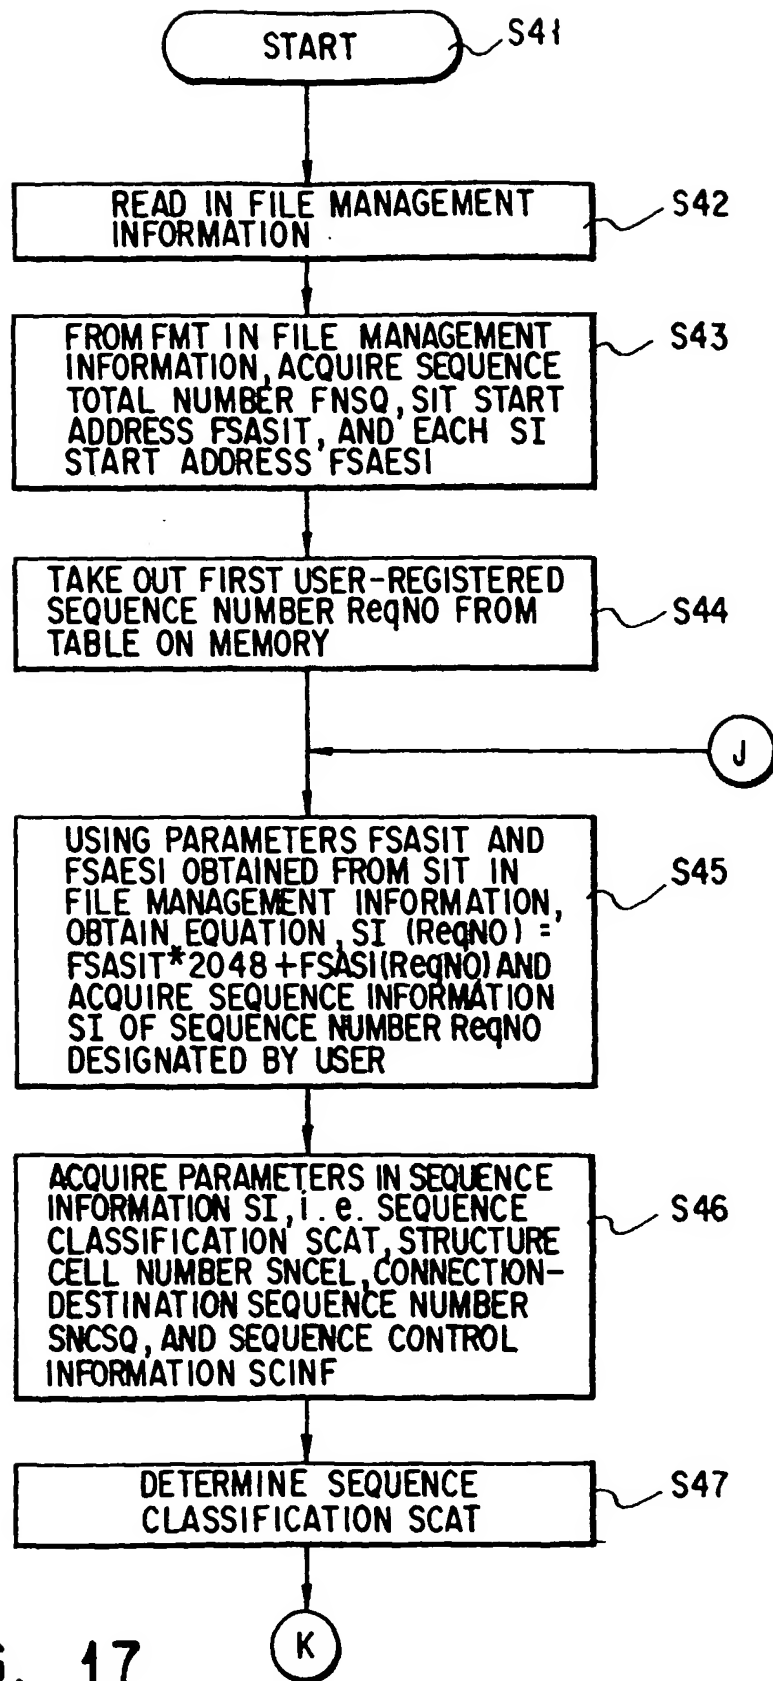 START
S41
READ IN FILE MANAGEMENT
INFORMATION
S42
FROM FMT IN FILE MANAGEMENT
INFORMATION, ACQUIRE SEQUENCE
TOTAL NUMBER FNSQ, SIT START
ADDRESS FSASIT, AND EACH SI
START ADDRESS FSAESI
S43
TAKE OUT FIRST USER-REGISTERED
SEQUENCE NUMBER ReqNO FROM
TABLE ON MEMORY
S44
J
USING PARAMETERS FSASIT AND
FSAESI OBTAINED FROM SIT IN
FILE MANAGEMENT INFORMATION,
OBTAIN EQUATION, SI (ReqNO) =
FSASIT*2048+FSASI(ReqNO) AND
ACQUIRE SEQUENCE INFORMATION
SI OF SEQUENCE NUMBER ReqNO
DESIGNATED BY USER
S45
ACQUIRE PARAMETERS IN SEQUENCE
INFORMATION SI, i.e. SEQUENCE
CLASSIFICATION SCAT, STRUCTURE
CELL NUMBER SNCEL, CONNECTION-
DESTINATION SEQUENCE NUMBER
SNCSQ, AND SEQUENCE CONTROL
INFORMATION SCINF
S46
DETERMINE SEQUENCE
CLASSIFICATION SCAT
S47
K
G. 17